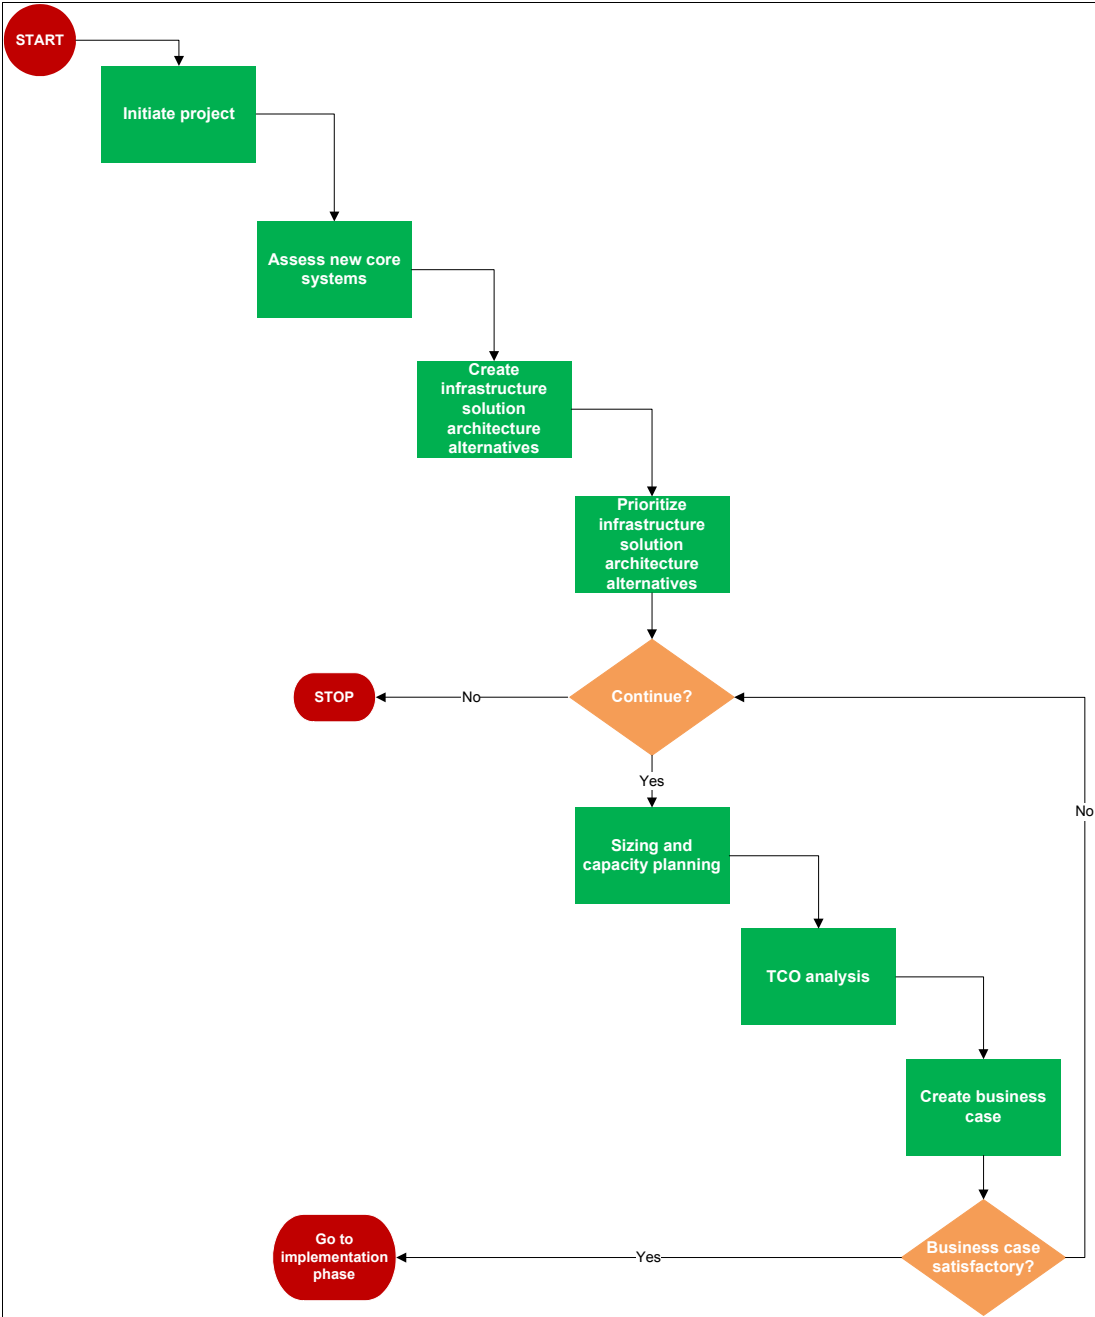 START
Initiate project
Assess new core
systems
Create
infrastructure
solution
architecture
alternatives
Prioritize
infrastructure
solution
architecture
alternatives
STOP
No
Continue?
Yes
No
Sizing and
capacity planning
TCO analysis
Create business
case
Go to
implementation
phase
Yes
Business case
satisfactory?